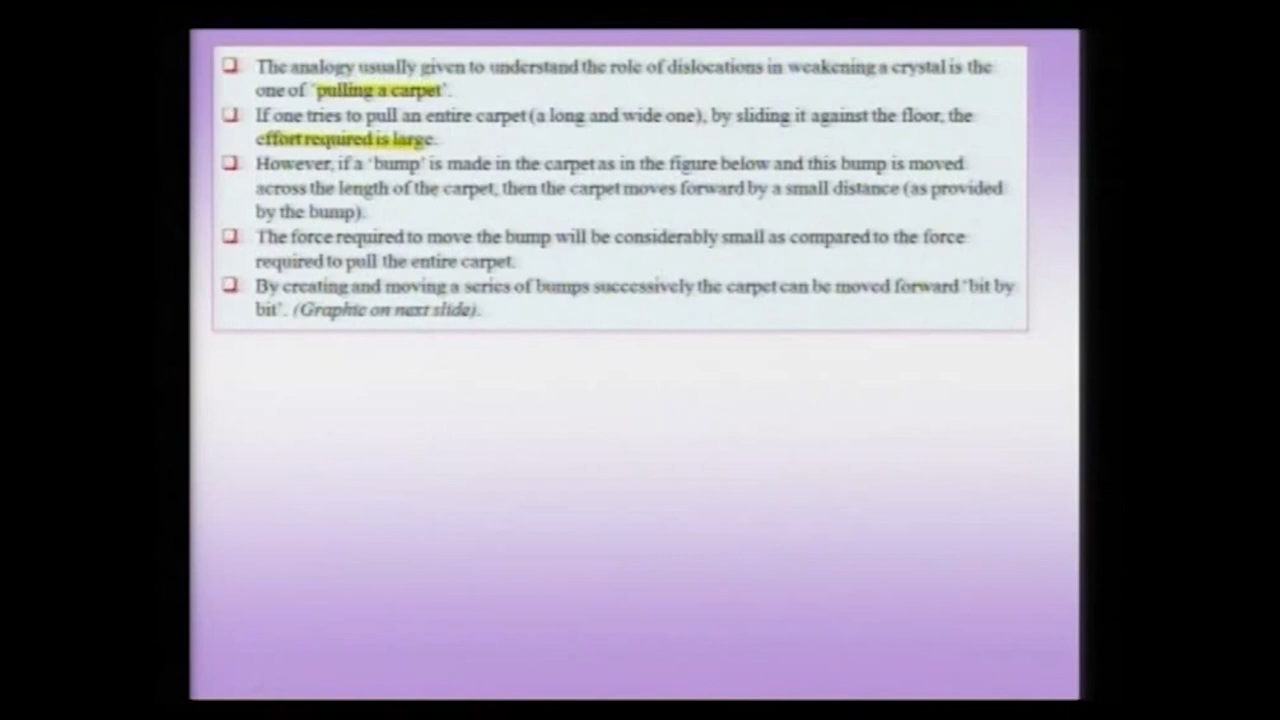 The analogy usually given to understand the role of dislocations in weakening a crystal is the
one of 'pulling a carpet'.
If one tries to pull an entire carpet (a long and wide one), by sliding it against the floor, the
effort required is large.
However, if a 'bump' is made in the carpet as in the figure below and this bump is moved
across the length of the carpet, then the carpet moves forward by a small distance (as provided
by the bump).
The force required to move the bump will be considerably small as compared to the force
required to pull the entire carpet.
By creating and moving a series of bumps successively the carpet can be moved forward 'bit by
bit'. (Graphic on next slide).